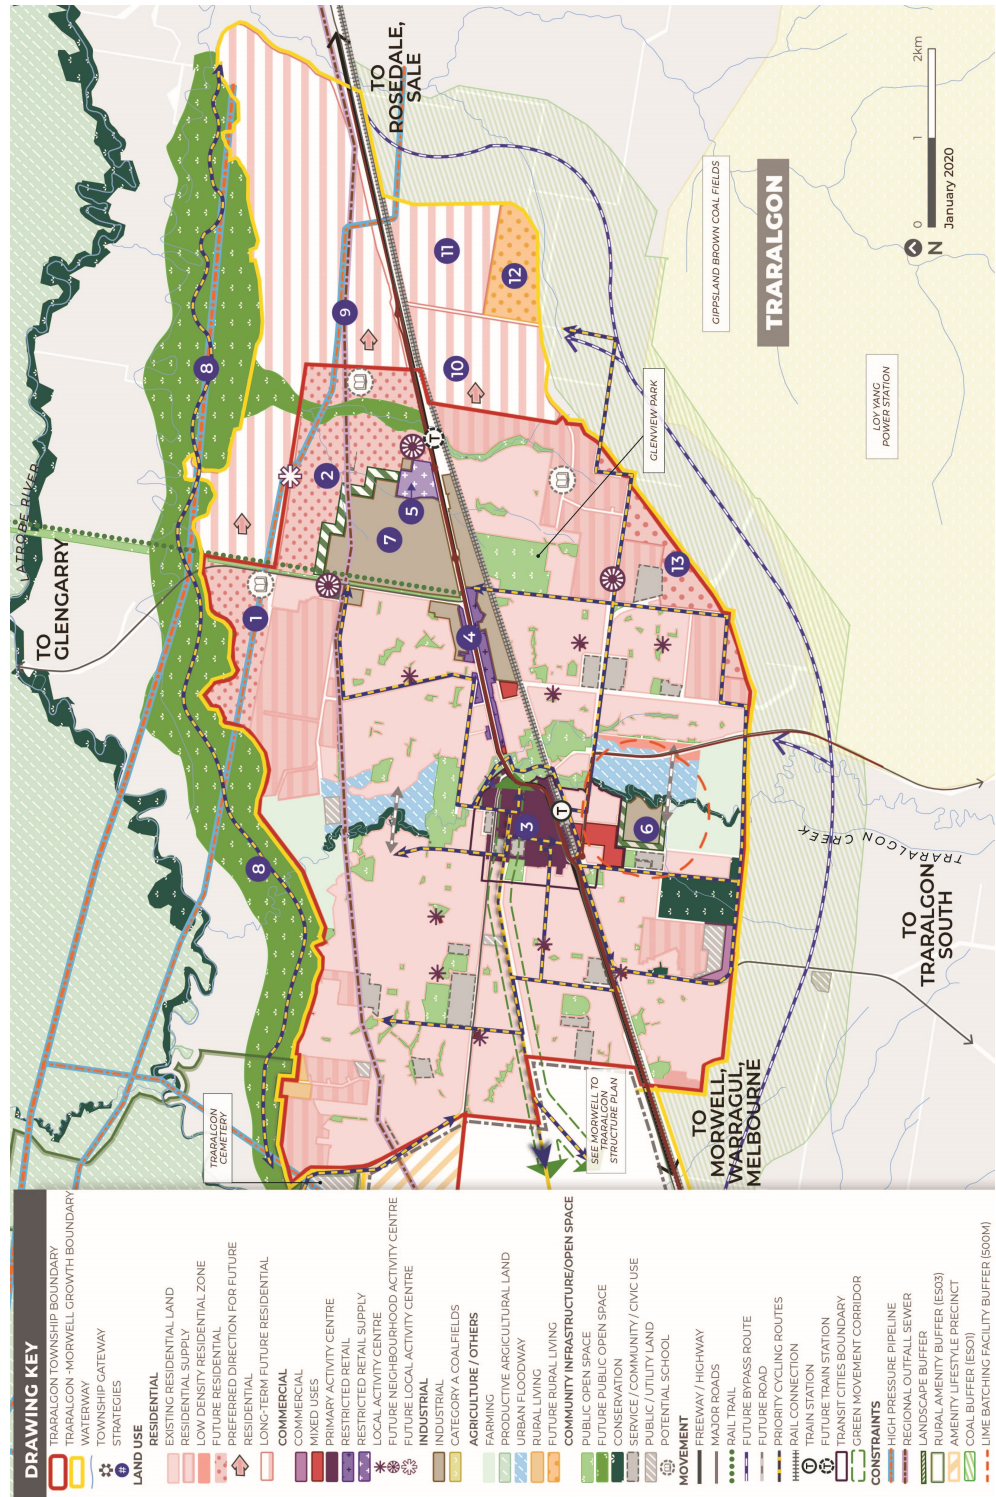 DRAWING KEY
TRARALGON TOWNSHIP BOUNDARY
TRARALGON -MORWELL GROWTH BOUNDARY
WATERWAY
TOWNSHIP GATEWAY
# STRATEGIES
LAND USE
RESIDENTIAL
EXISTING RESIDENTIAL LAND
RESIDENTIAL SUPPLY
LOW DENSITY RESIDENTIAL ZONE
FUTURE RESIDENTIAL
PREFERRED DIRECTION FOR FUTURE
RESIDENTIAL
LONG-TERM FUTURE RESIDENTIAL
COMMERCIAL
COMMERCIAL
MIXED USES
PRIMARY ACTIVITY CENTRE
RESTRICTED RETAIL
RESTRICTED RETAIL SUPPLY
LOCAL ACTIVITY CENTRE
FUTURE NEIGHBOURHOOD ACTIVITY CENTRE
FUTURE LOCAL ACTIVITY CENTRE
INDUSTRIAL
INDUSTRIAL
CATEGORY A COALFIELDS
AGRICULTURE / OTHERS
FARMING
PRODUCTIVE ARGICULTURAL LAND
URBAN FLOODWAY
RURAL LIVING
FUTURE RURAL LIVING
COMMUNITY INFRASTRUCTURE/OPEN SPACE
PUBLIC OPEN SPACE
FUTURE PUBLIC OPEN SPACE
CONSERVATION
SERVICE / COMMUNITY / CIVIC USE
PUBLIC / UTILITY LAND
POTENTIAL SCHOOL
MOVEMENT
FREEWAY / HIGHWAY
MAJOR ROADS
RAIL TRAIL
FUTURE BYPASS ROUTE
FUTURE ROAD
PRIORITY CYCLING ROUTES
RAIL CONNECTION
T TRAIN STATION
T FUTURE TRAIN STATION
TRANSIT CITIES BOUNDARY
GREEN MOVEMENT CORRIDOR
CONSTRAINTS
HIGH PRESSURE PIPELINE
REGIONAL OUTFALL SEWER
LANDSCAPE BUFFER
RURAL AMENITY BUFFER (ESO3)
AMENITY LIFESTYLE PRECINCT
COAL BUFFER (ESO1)
LIME BATCHING FACILITY BUFFER (500M)
TO
GLENGARRY
LATROBE RIVER
TO
ROSEDALE,
SALE
TRARALGON
CEMETERY
SEE MORWELL TO
TRARALGON
STRUCTURE PLAN
TO
MORWELL,
WARRAGUL,
MELBOURNE
TO
TRARALGON
SOUTH
TRARALGON CREEK
GLENVIEW PARK
GIPPSLAND BROWN COAL FIELDS
TRARALGON
LOY YANG
POWER STATION
1
2
3
4
5
6
7
8
8
9
10
11
12
13
T
T
N
0 1 2km
January 2020